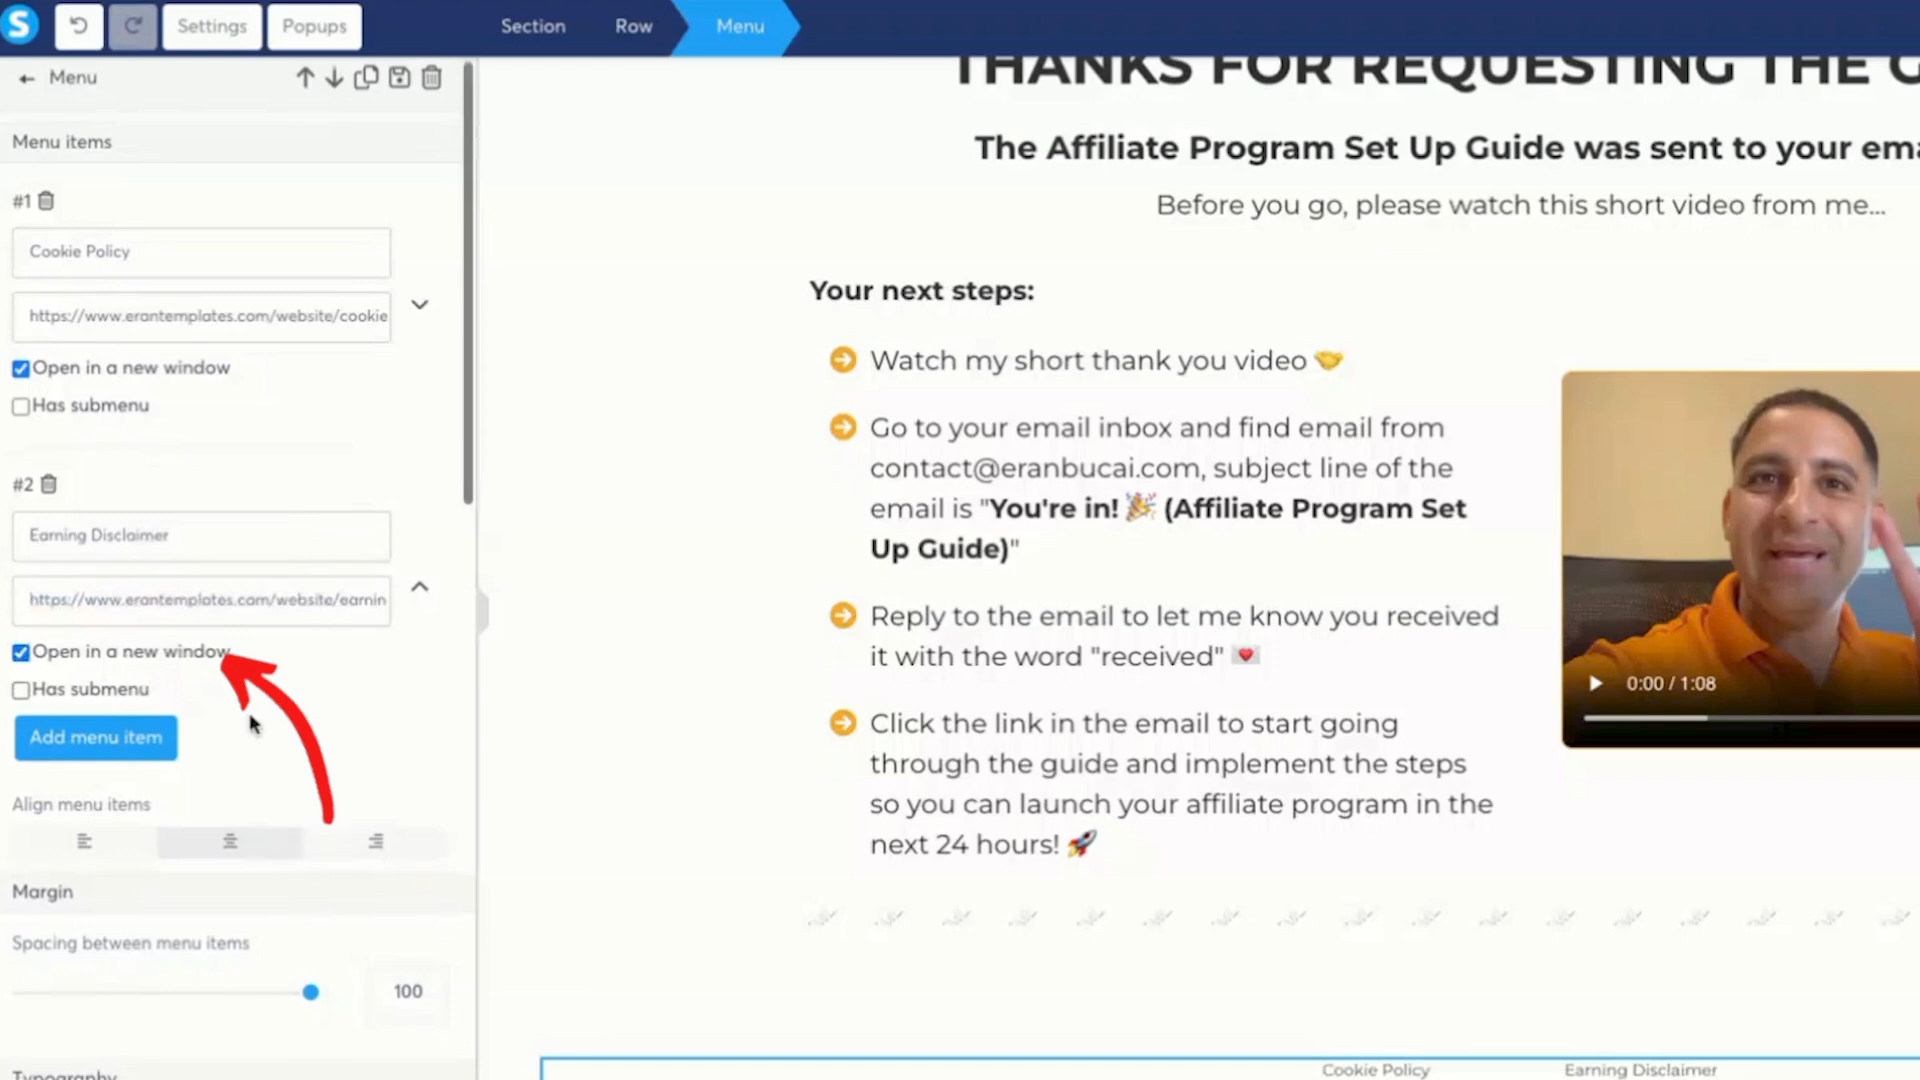 S
Settings
Popups
Section
Row
Menu
Menu
Menu items
#1
Cookie Policy
https://www.erantemplates.com/website/cookie
Open in a new window
Has submenu
#2
Earning Disclaimer
https://www.erantemplates.com/website/earnin
Open in a new window
Has submenu
Add menu item
Align menu items
Margin
Spacing between menu items
100
Typography
THANKS FOR REQUESTING THE G
The Affiliate Program Set Up Guide was sent to your ema
Before you go, please watch this short video from me...
Your next steps:
Watch my short thank you video 🤝
Go to your email inbox and find email from
contact@eranbucai.com, subject line of the
email is "You're in! 🎉 (Affiliate Program Set
Up Guide)"
Reply to the email to let me know you received
it with the word "received" 💌
Click the link in the email to start going
through the guide and implement the steps
so you can launch your affiliate program in the
next 24 hours! 🚀
0:00 / 1:08
Cookie Policy
Earning Disclaimer